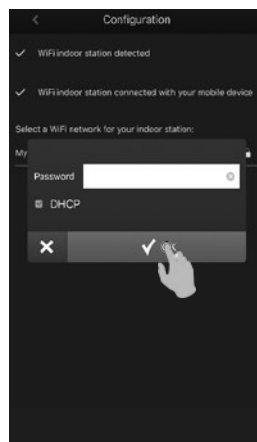 Configuration
WiFi indoor station detected
WiFi indoor station connected with your mobile device
Select a WiFi network for your indoor station:
My
Password
DHCP